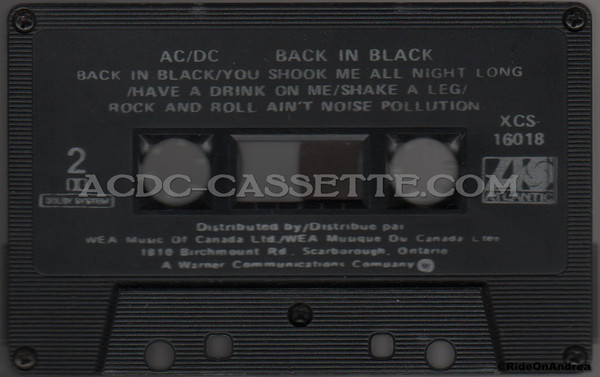 AC/DC BACK IN BLACK
BACK IN BLACK/YOU SHOOK ME ALL NIGHT LONG
/HAVE A DRINK ON ME/SHAKE A LEG/
ROCK AND ROLL AIN'T NOISE POLLUTION
XCS-
16018
2
ACDC-CASSETTE.COM
DOLBY SYSTEM
ATLANTIC
Distributed by/Distribue par
WEA Music Of Canada Ltd./WEA Musique Du Canada Ltee
1810 Birchmount Rd., Scarborough, Ontario
A Warner Communications Company
©RideOnAndrea